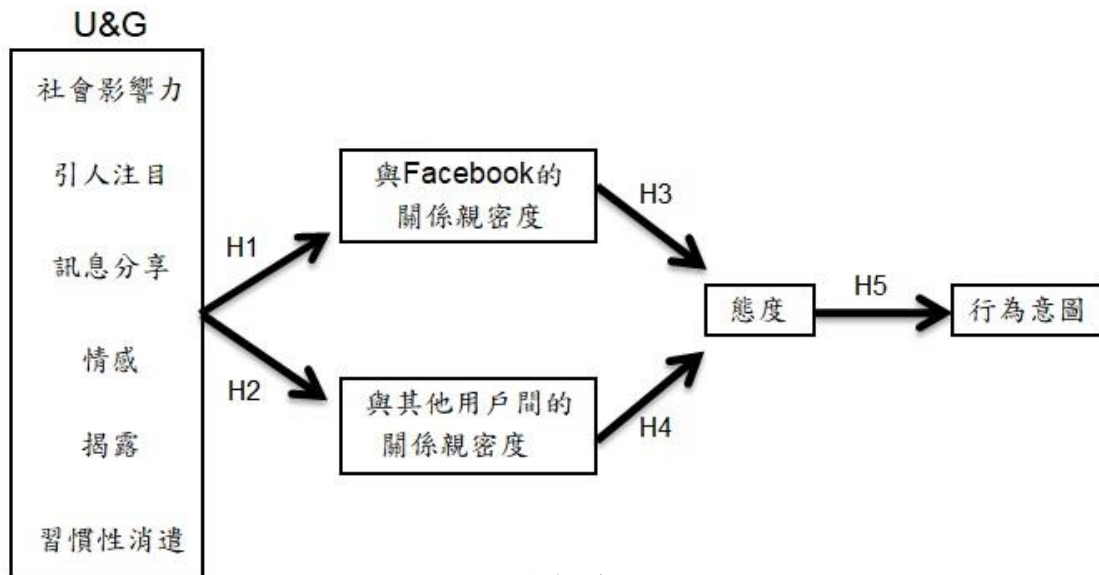 U&G
社會影響力
引人注目
訊息分享
情感
揭露
習慣性消遣
H1
H2
與Facebook的
關係親密度
與其他用戶間的
關係親密度
H3
H4
態度
H5
行為意圖